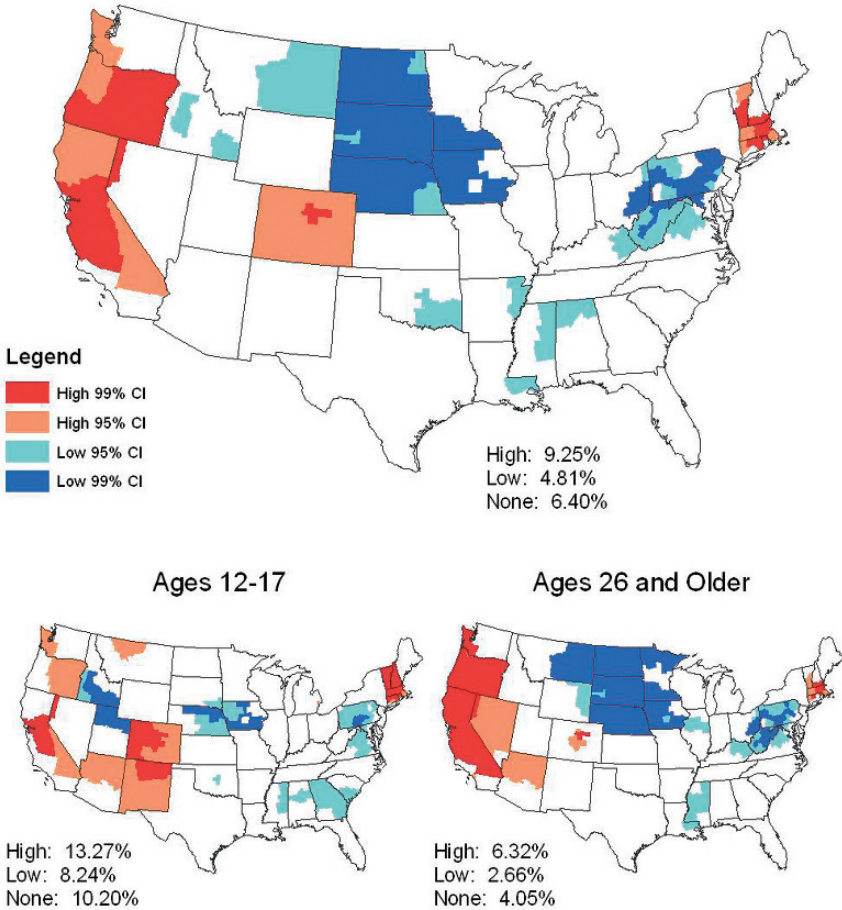 Legend
High 99% CI
High 95% CI
Low 95% CI
Low 99% CI
High: 9.25%
Low: 4.81%
None: 6.40%
Ages 12-17
High: 13.27%
Low: 8.24%
None: 10.20%
Ages 26 and Older
High: 6.32%
Low: 2.66%
None: 4.05%